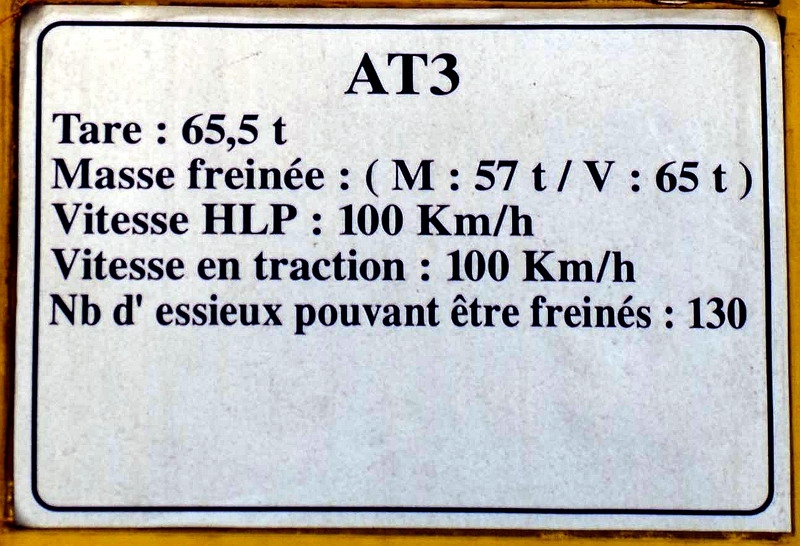 AT3
Tare : 65,5 t
Masse freinée : ( M : 57 t / V : 65 t )
Vitesse HLP : 100 Km/h
Vitesse en traction : 100 Km/h
Nb d' essieux pouvant être freinés : 130